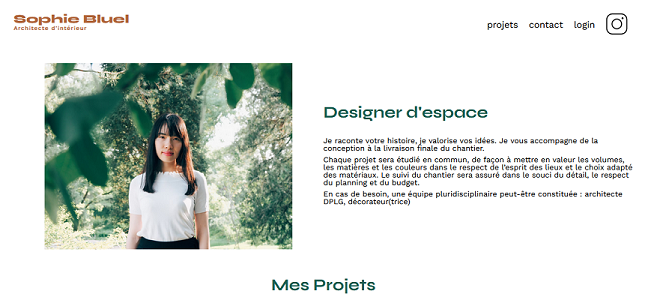 Sophie Bluel
Architecte d'intérieur
projets contact login
Designer d'espace
Je raconte votre histoire, je valorise vos idées. Je vous accompagne de la
conception à la livraison finale du chantier.
Chaque projet sera étudié en commun, de façon à mettre en valeur les volumes,
les matières et les couleurs dans le respect de l'esprit des lieux et le choix adapté
des matériaux. Le suivi du chantier sera assuré dans le souci du détail, le respect
du planning et du budget.
En cas de besoin, une équipe pluridisciplinaire peut-être constituée : architecte
DPLG, décorateur(trice)
Mes Projets